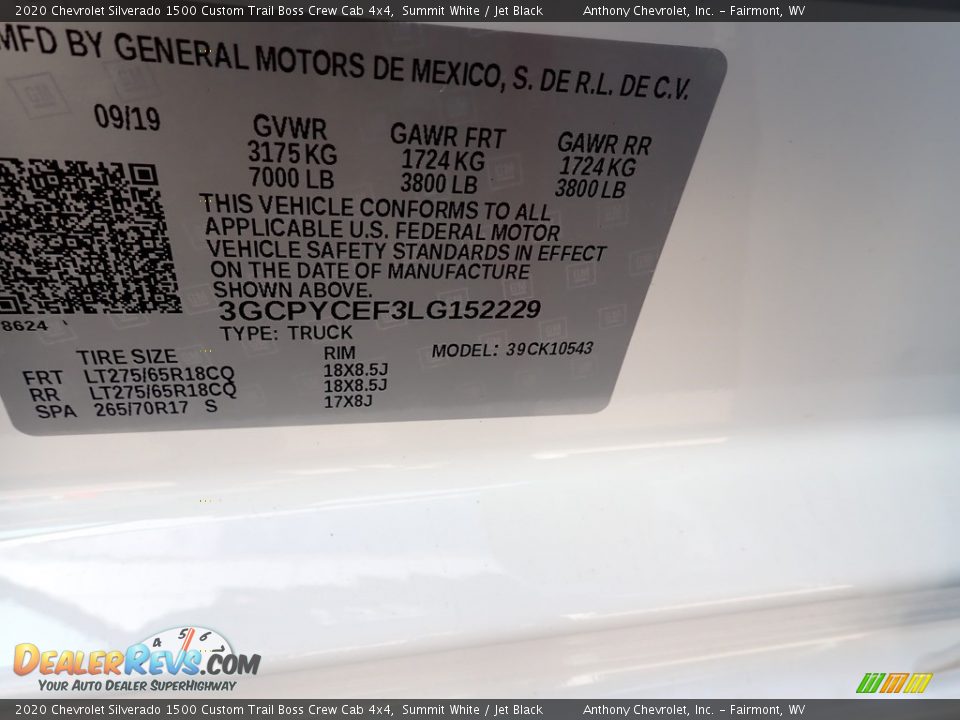 2020 Chevrolet Silverado 1500 Custom Trail Boss Crew Cab 4x4, Summit White / Jet Black Anthony Chevrolet, Inc. - Fairmont, WV
MFD BY GENERAL MOTORS DE MEXICO, S. DE R.L. DE C.V.
09/19 GVWR GAWR FRT GAWR RR
3175 KG 1724 KG 1724 KG
7000 LB 3800 LB 3800 LB
THIS VEHICLE CONFORMS TO ALL
APPLICABLE U.S. FEDERAL MOTOR
VEHICLE SAFETY STANDARDS IN EFFECT
ON THE DATE OF MANUFACTURE
SHOWN ABOVE.
3GCPYCEF3LG152229
8624
TYPE: TRUCK
TIRE SIZE RIM MODEL: 39CK10543
FRT LT275/65R18CQ 18X8.5J
RR LT275/65R18CQ 18X8.5J
SPA 265/70R17 S 17X8J
4 5 6
DEALERREVS.COM
YOUR AUTO DEALER SUPERHIGHWAY
2020 Chevrolet Silverado 1500 Custom Trail Boss Crew Cab 4x4, Summit White / Jet Black Anthony Chevrolet, Inc. - Fairmont, WV